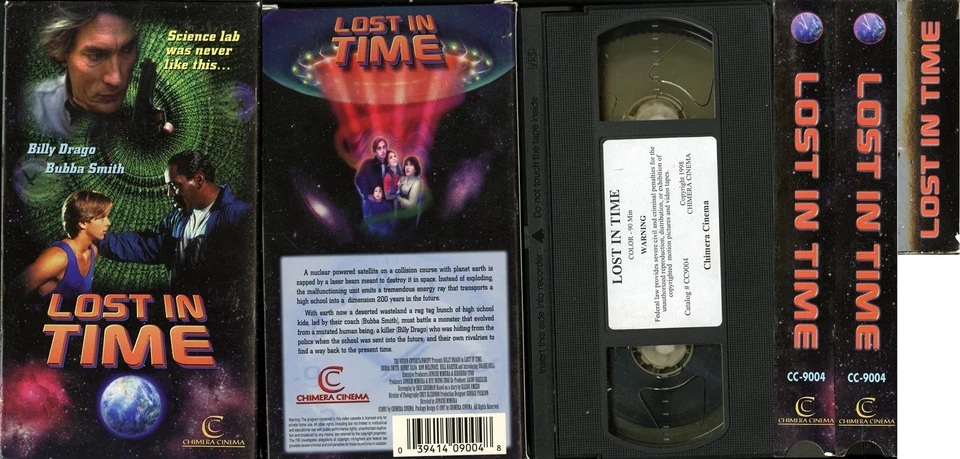 Science lab
was never
like this...
Billy Drago
Bubba Smith
LOST IN
TIME
CHIMERA CINEMA
LOST IN
TIME
A nuclear powered satellite on a collision course with planet earth is
zapped by a laser beam meant to destroy it in space. Instead of exploding,
the malfunctioning unit emits a tremendous energy ray that transports a
high school into a dimension 200 years in the future.
With earth now a deserted wasteland a rag tag bunch of high school
kids, led by their coach (Bubba Smith), must battle a monster that evolved
from a mutated human being, a killer (Billy Drago) who was hiding from the
police when the school was sent into the future, and their own rivalries to
find a way back to the present time.
CHIMERA CINEMA
0 39414 09004 8
Do not touch the tape inside
Insert this side into recorder
LOST IN TIME
COLOR - 90 Min
WARNING
Federal law provides severe civil and criminal penalties for the
unauthorized reproduction, distribution, or exhibition of
copyrighted motion pictures and video tapes.
Catalog # CC9004
Copyright 1998
CHIMERA CINEMA
Chimera Cinema
LOST IN TIME
CC-9004
CHIMERA CINEMA
LOST IN TIME
CC-9004
CHIMERA CINEMA
LOST IN TIME